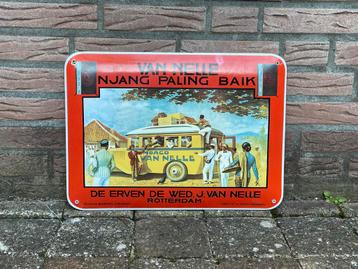 VAN NELLE
NJANG PALING BAIK
VAN NELLE
DE ERVEN DE WED. J. VAN NELLE
ROTTERDAM